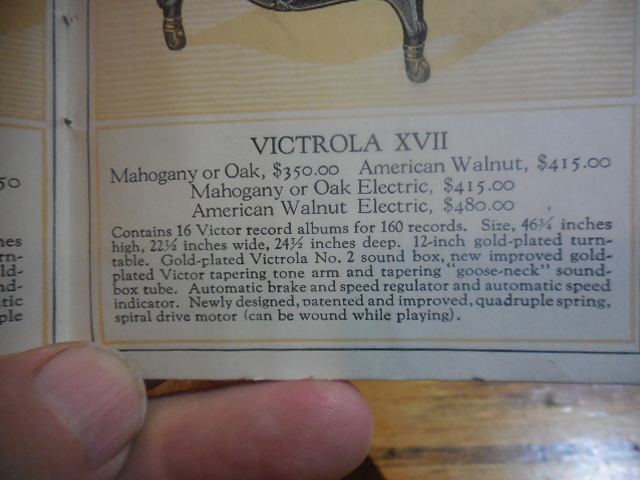 VICTROLA XVII
Mahogany or Oak, $350.00 American Walnut, $415.00
Mahogany or Oak Electric, $415.00
American Walnut Electric, $480.00
Contains 16 Victor record albums for 160 records. Size, 46¾ inches
high, 22½ inches wide, 24½ inches deep. 12-inch gold-plated turn-
table. Gold-plated Victrola No. 2 sound box, new improved gold-
plated Victor tapering tone arm and tapering "goose-neck" sound-
box tube. Automatic brake and speed regulator and automatic speed
indicator. Newly designed, patented and improved, quadruple spring,
spiral drive motor (can be wound while playing).